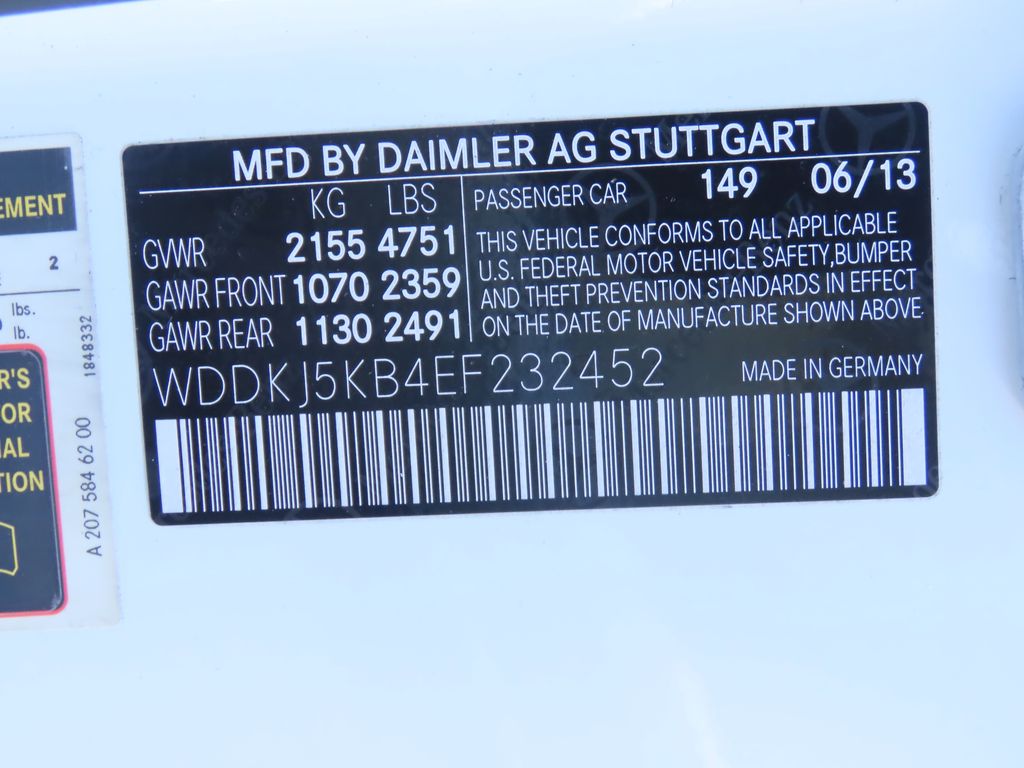 MFD BY DAIMLER AG STUTTGART
KG LBS
GVWR 2155 4751
GAWR FRONT 1070 2359
GAWR REAR 1130 2491
PASSENGER CAR 149 06/13
THIS VEHICLE CONFORMS TO ALL APPLICABLE
U.S. FEDERAL MOTOR VEHICLE SAFETY,BUMPER
AND THEFT PREVENTION STANDARDS IN EFFECT
ON THE DATE OF MANUFACTURE SHOWN ABOVE.
WDDKJ5KB4EF232452 MADE IN GERMANY
EMENT
2
lbs.
lb.
R'S
OR
AL
TION
1848332
A 207 584 62 00